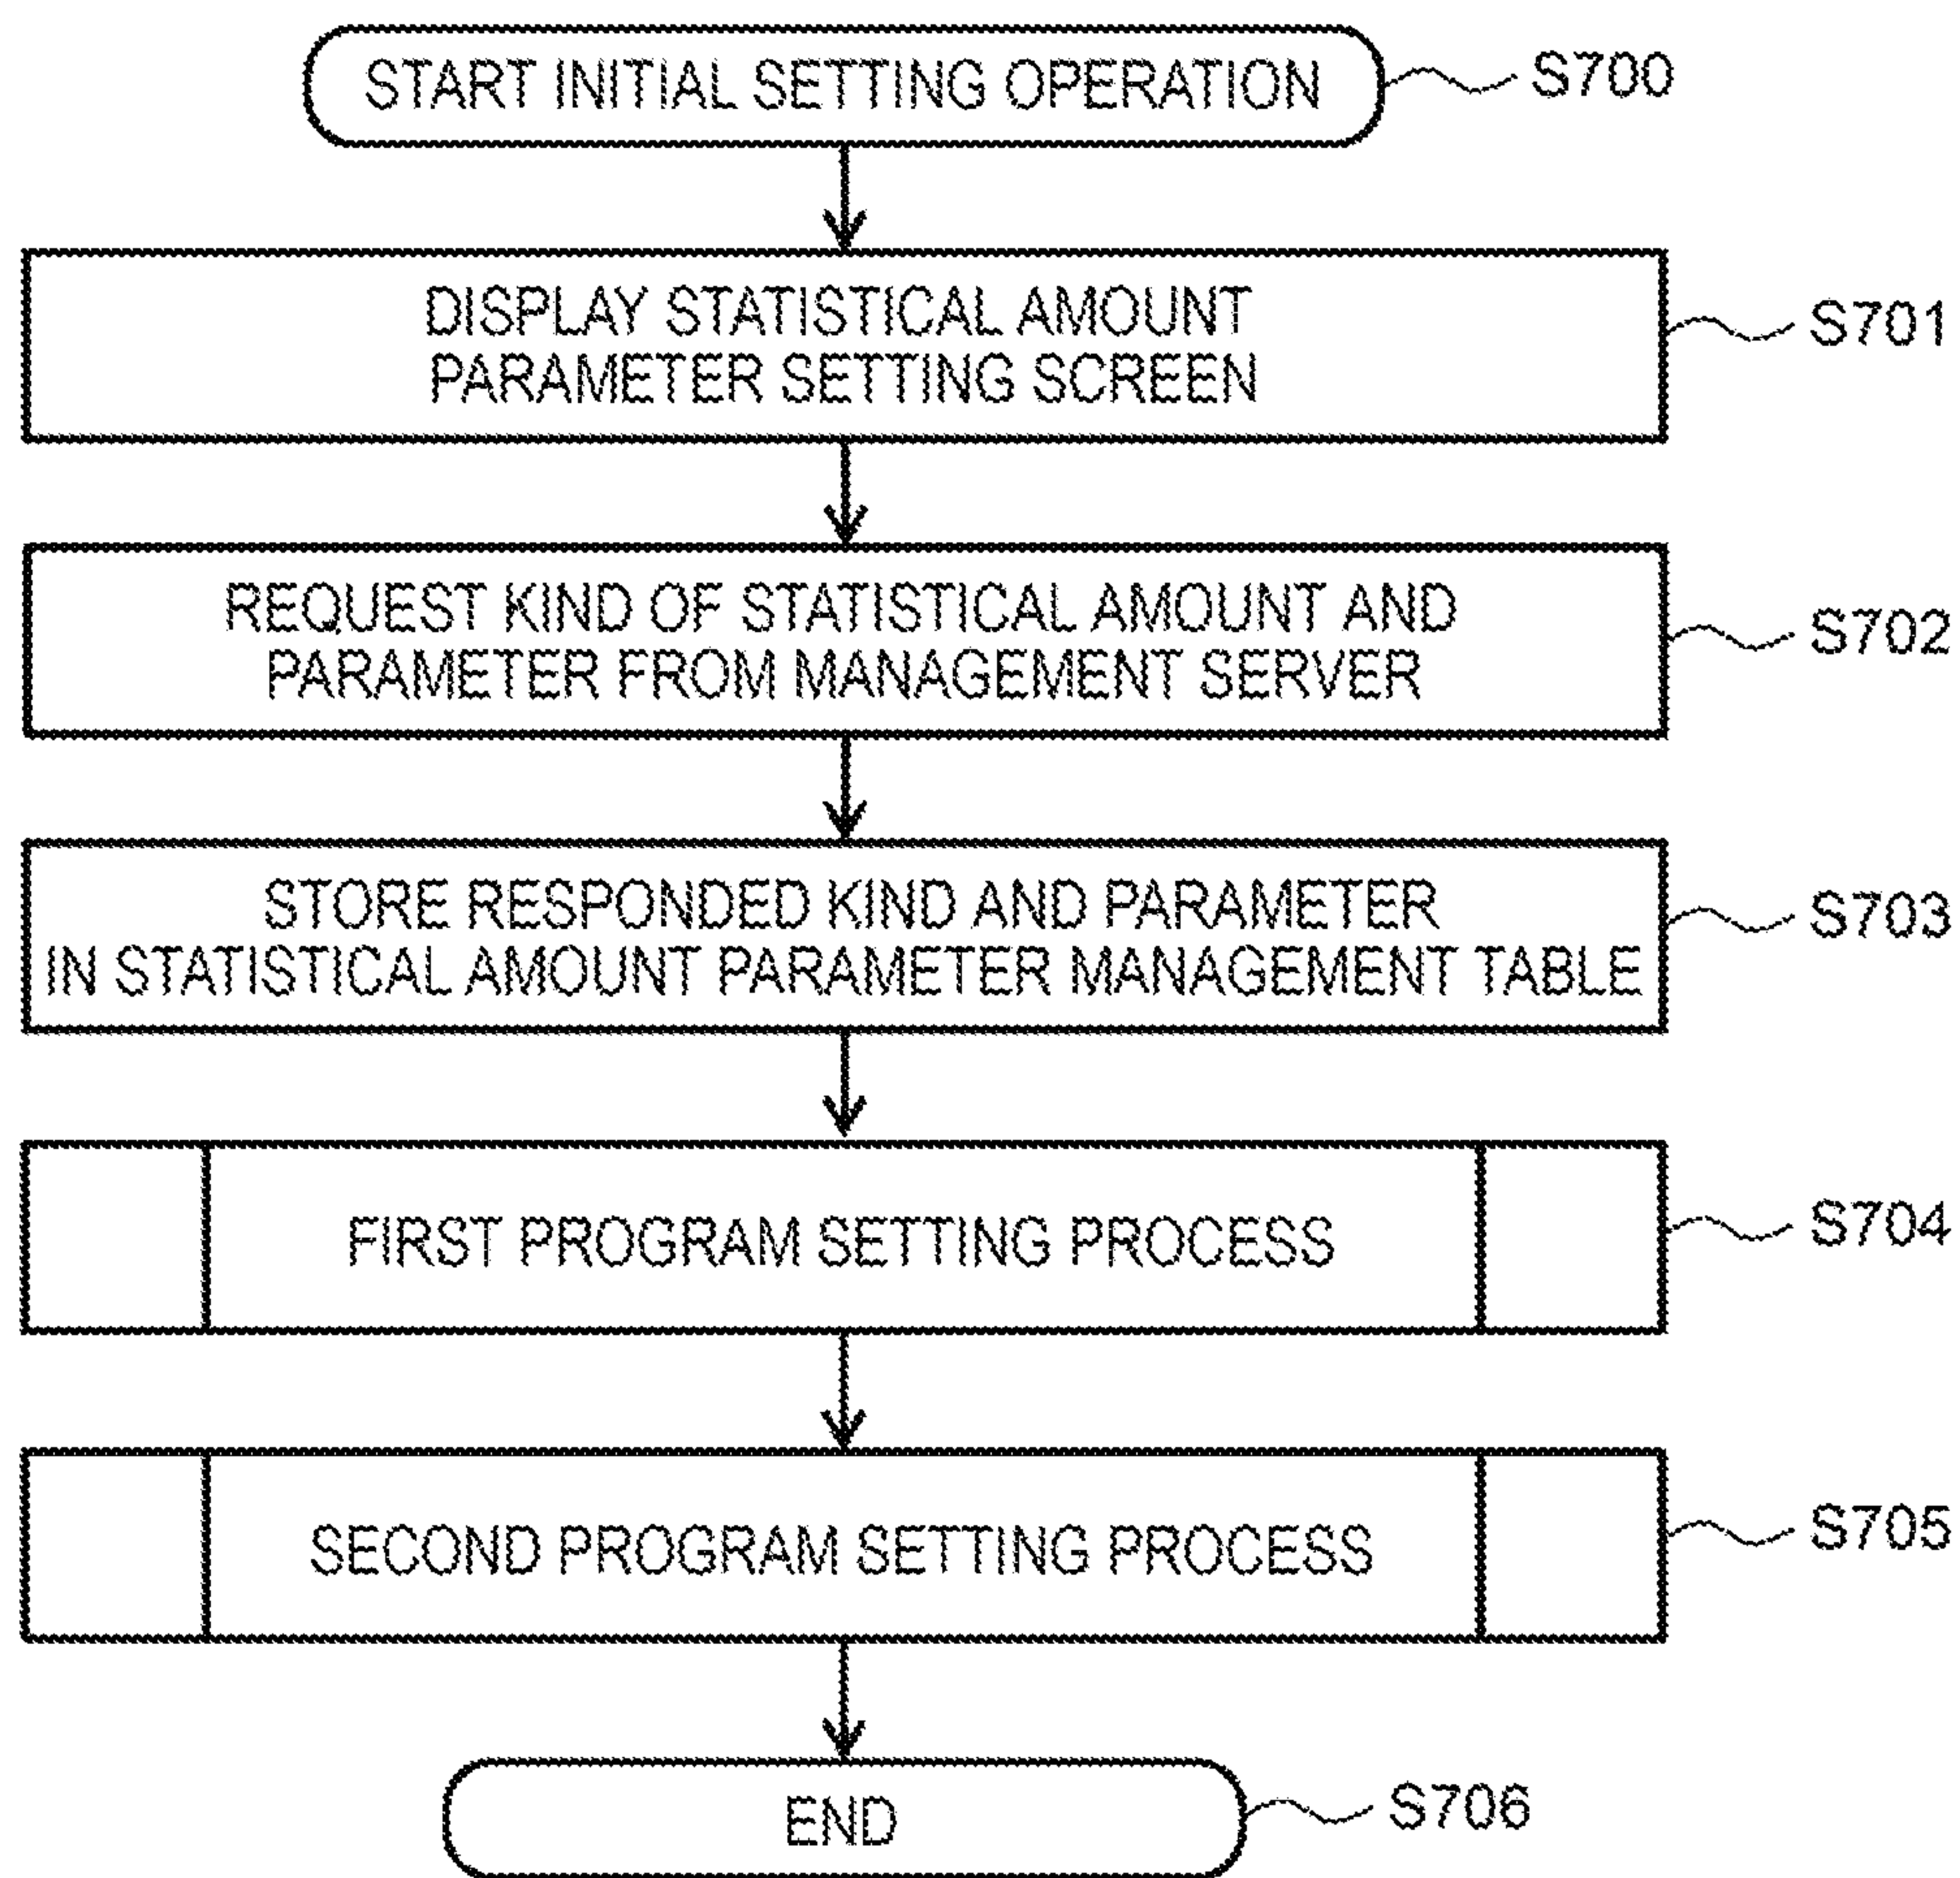 START INITIAL SETTING OPERATION
S700
DISPLAY STATISTICAL AMOUNT
PARAMETER SETTING SCREEN
S701
REQUEST KIND OF STATISTICAL AMOUNT AND
PARAMETER FROM MANAGEMENT SERVER
S702
STORE RESPONDED KIND AND PARAMETER
IN STATISTICAL AMOUNT PARAMETER MANAGEMENT TABLE
S703
FIRST PROGRAM SETTING PROCESS
S704
SECOND PROGRAM SETTING PROCESS
S705
END
S706